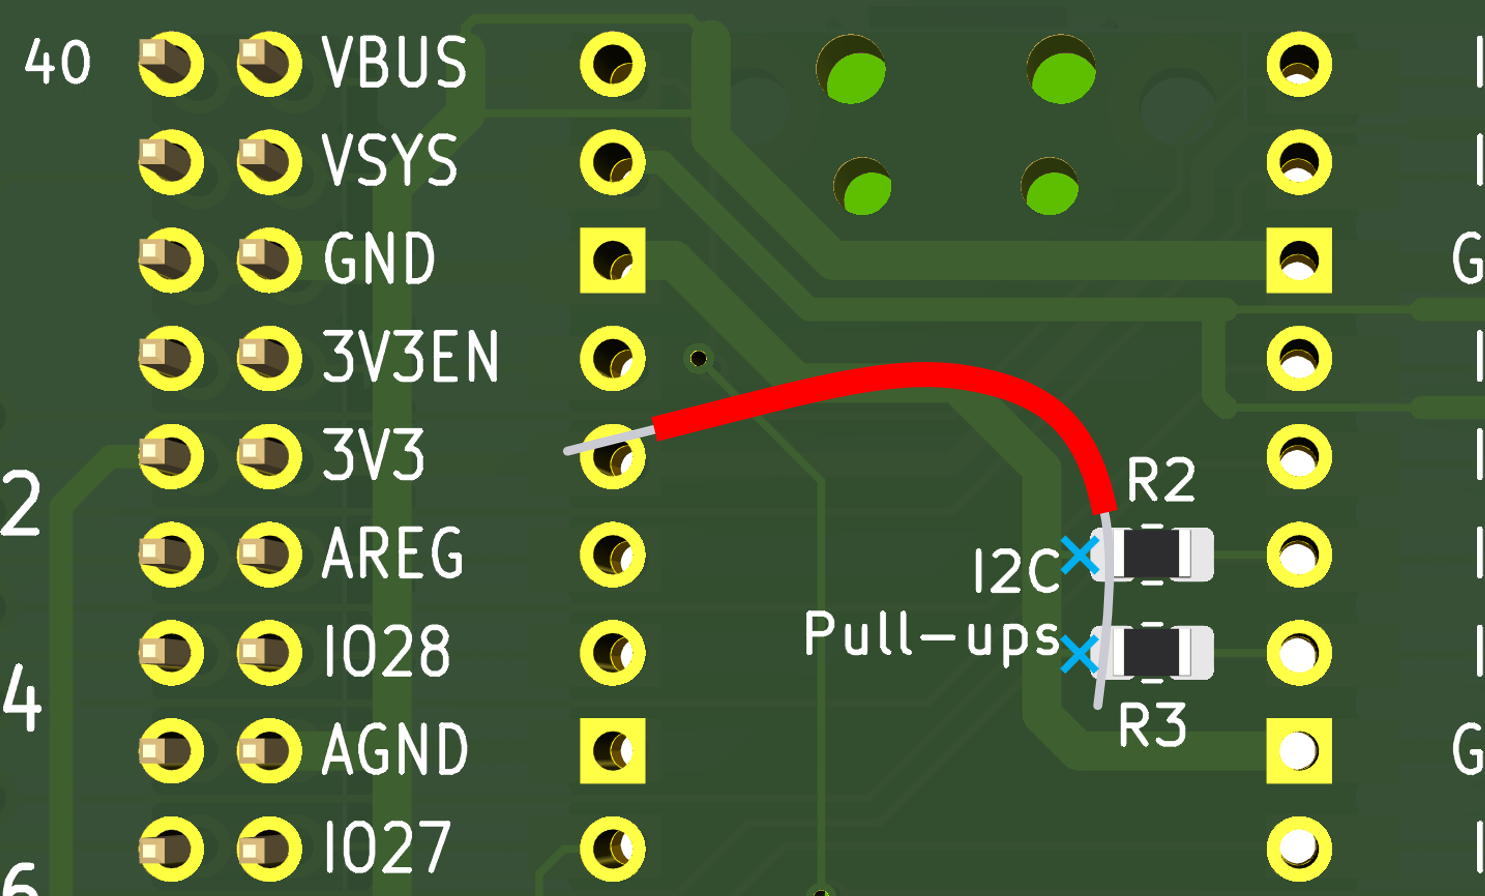 40 VBUS
VSYS
GND G
3V3EN
3V3
2 R2
AREG I2C
Pull-ups
IO28
4 R3
AGND G
IO27
6